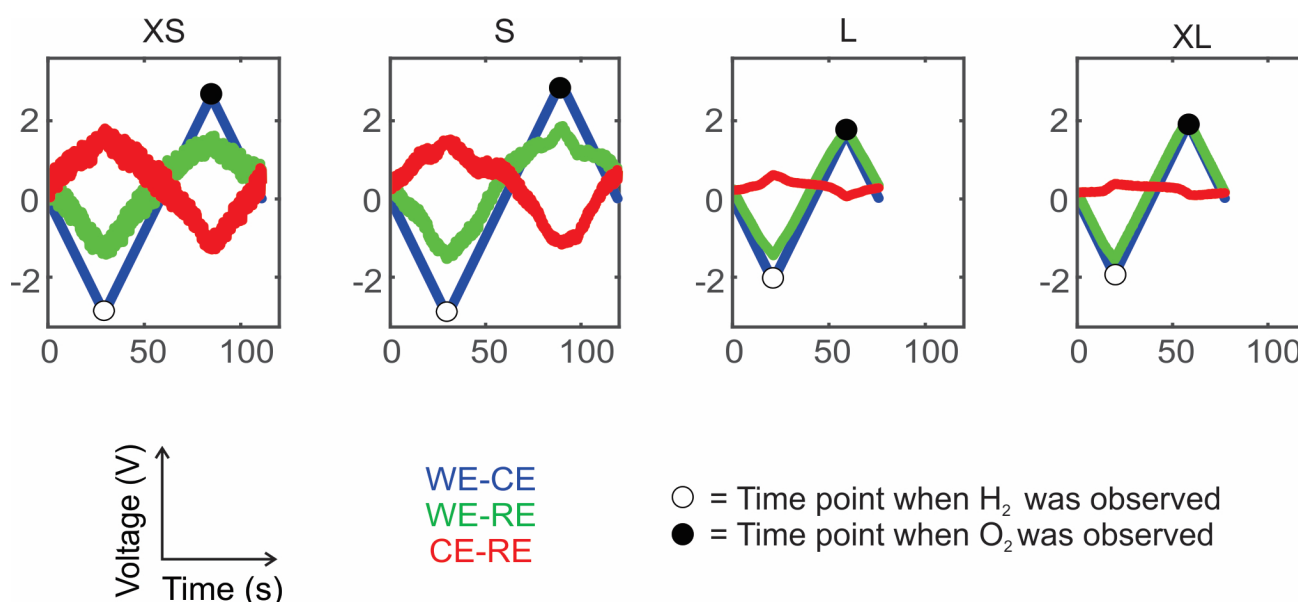 XS S L XL
2 2 2 2
0 0 0 0
-2 -2 -2 -2
0 50 100 0 50 100 0 50 100 0 50 100
Voltage (V)
Time (s)
WE-CE
WE-RE
CE-RE
= Time point when H₂ was observed
= Time point when O₂ was observed